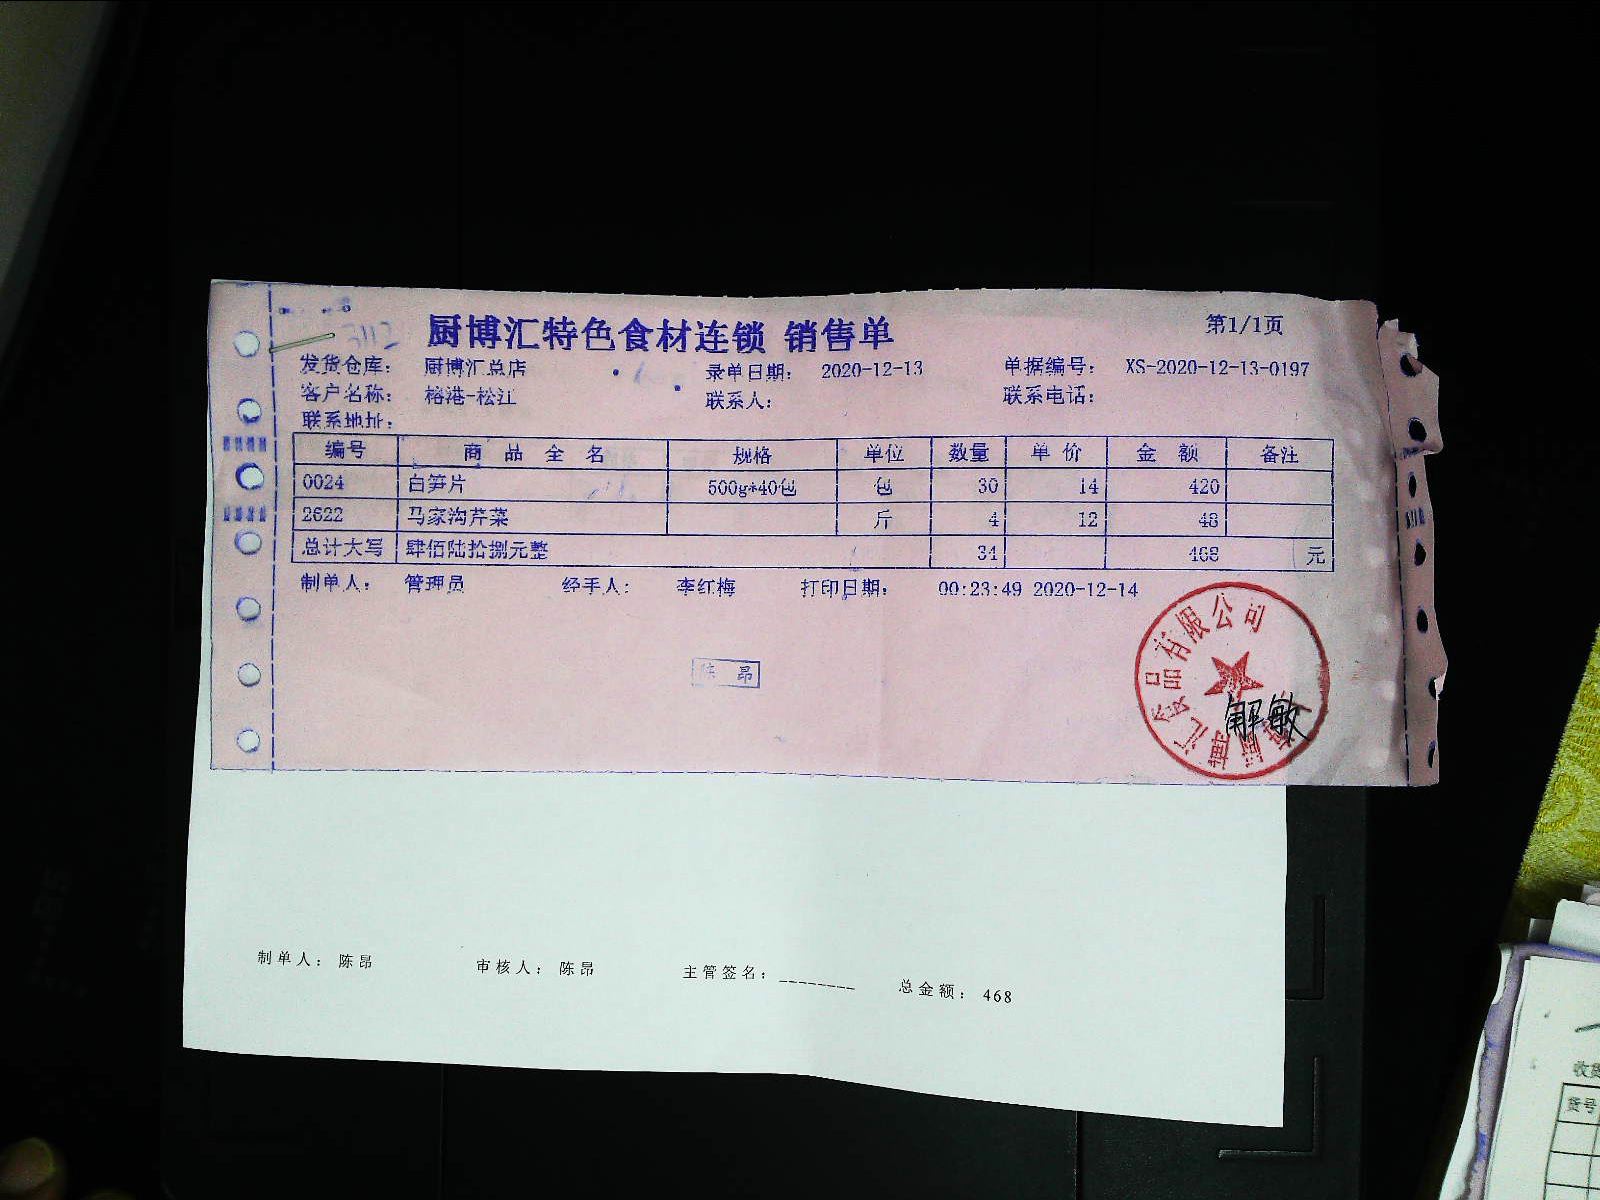 3112
厨博汇特色食材连锁 销售单 第1/1页
发货仓库： 厨博汇总店 录单日期： 2020-12-13 单据编号： XS-2020-12-13-0197
客户名称： 榕港-松江 联系人： 联系电话：
联系地址：
编号 商品全名 规格 单位 数量 单价 金额 备注
0024 白笋片 500g*40包 包 30 14 420
2622 马家沟芹菜 斤 4 12 48
总计大写 肆佰陆拾捌元整 34 468 元
制单人： 管理员 经手人： 李红梅 打印日期： 00:23:49 2020-12-14
陈 昂
品有限公司
解敏
制单人：陈昂 审核人：陈昂 主管签名：________ 总金额：468
收货
货号